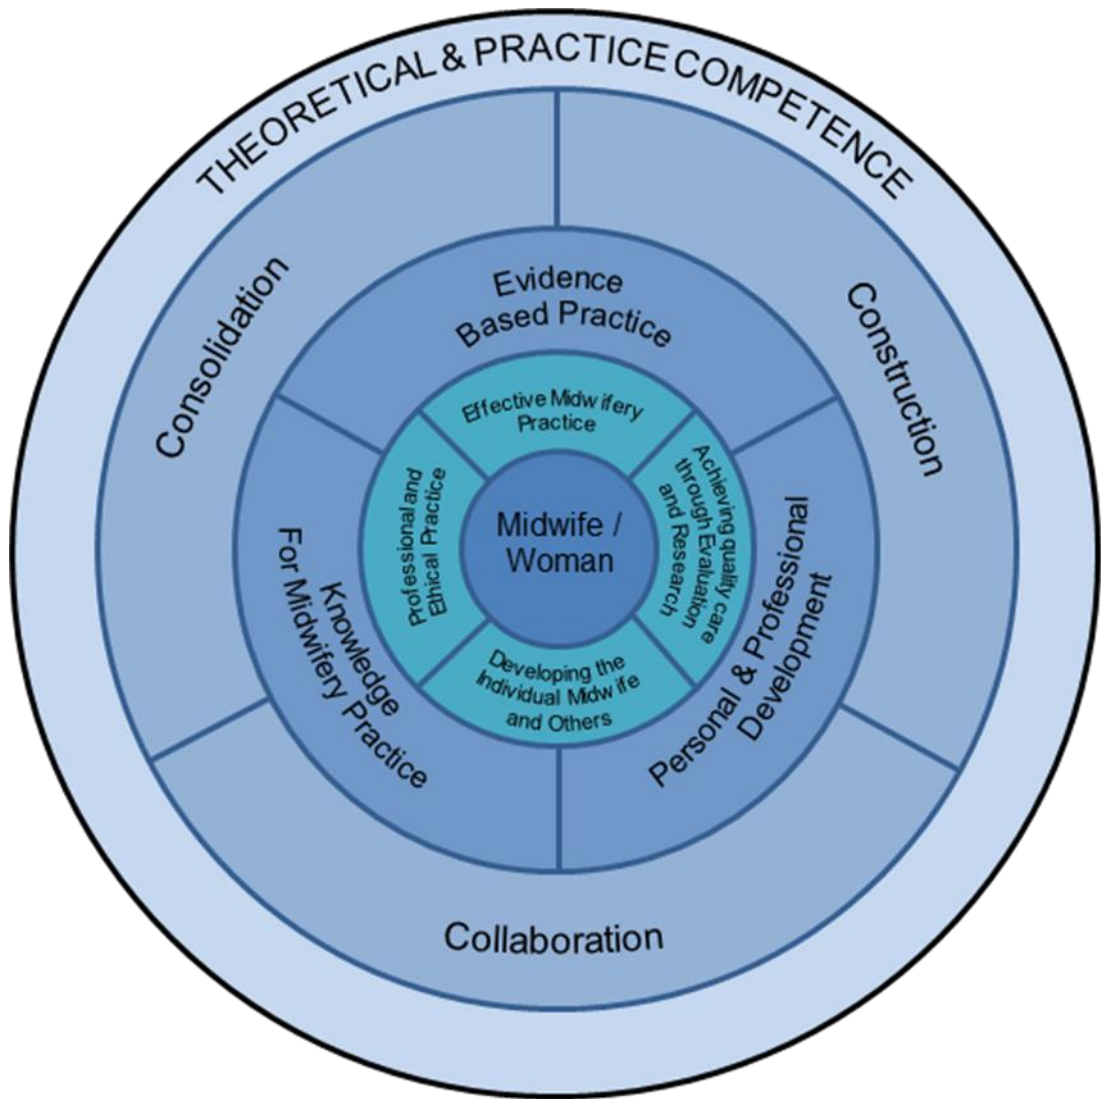 THEORETICAL & PRACTICE COMPETENCE
Consolidation
Construction
Collaboration
Evidence
Based Practice
Personal & Professional
Development
Knowledge
For Midwifery Practice
Effective Midwifery
Practice
Achieving quality care
through Evaluation
and Research
Developing the
Individual Midwife
and Others
Professional and
Ethical Practice
Midwife /
Woman